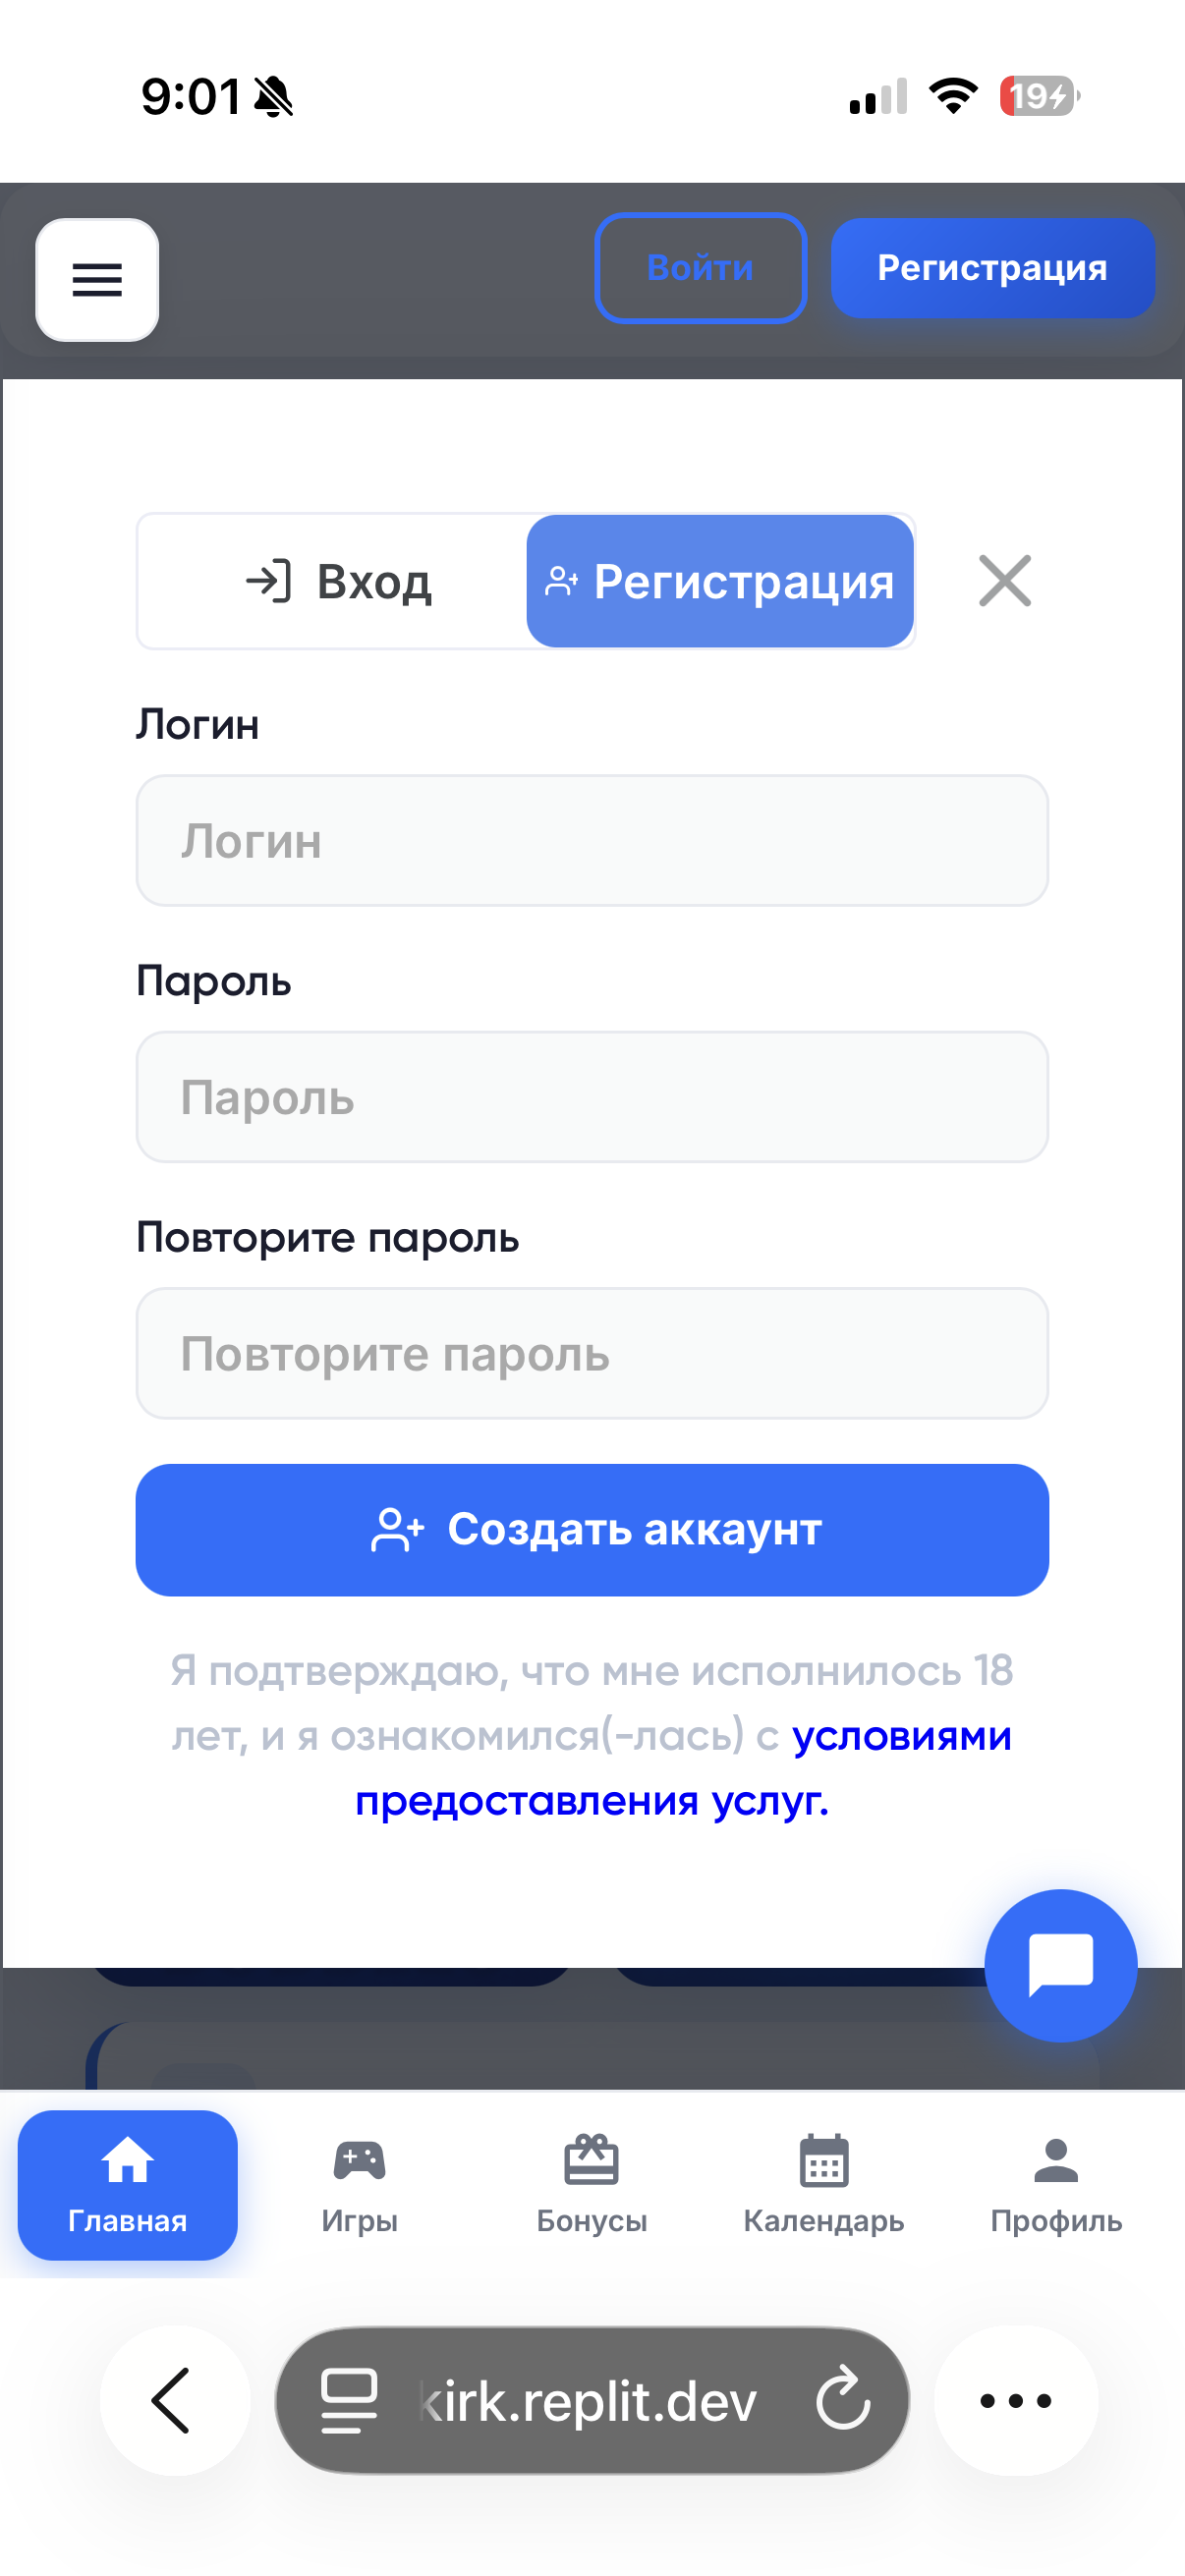 9:01
19
Войти
Регистрация
Вход
Регистрация
Логин
Логин
Пароль
Пароль
Повторите пароль
Повторите пароль
Создать аккаунт
Я подтверждаю, что мне исполнилось 18
лет, и я ознакомился(-лась) с условиями
предоставления услуг.
Главная
Игры
Бонусы
Календарь
Профиль
kirk.replit.dev